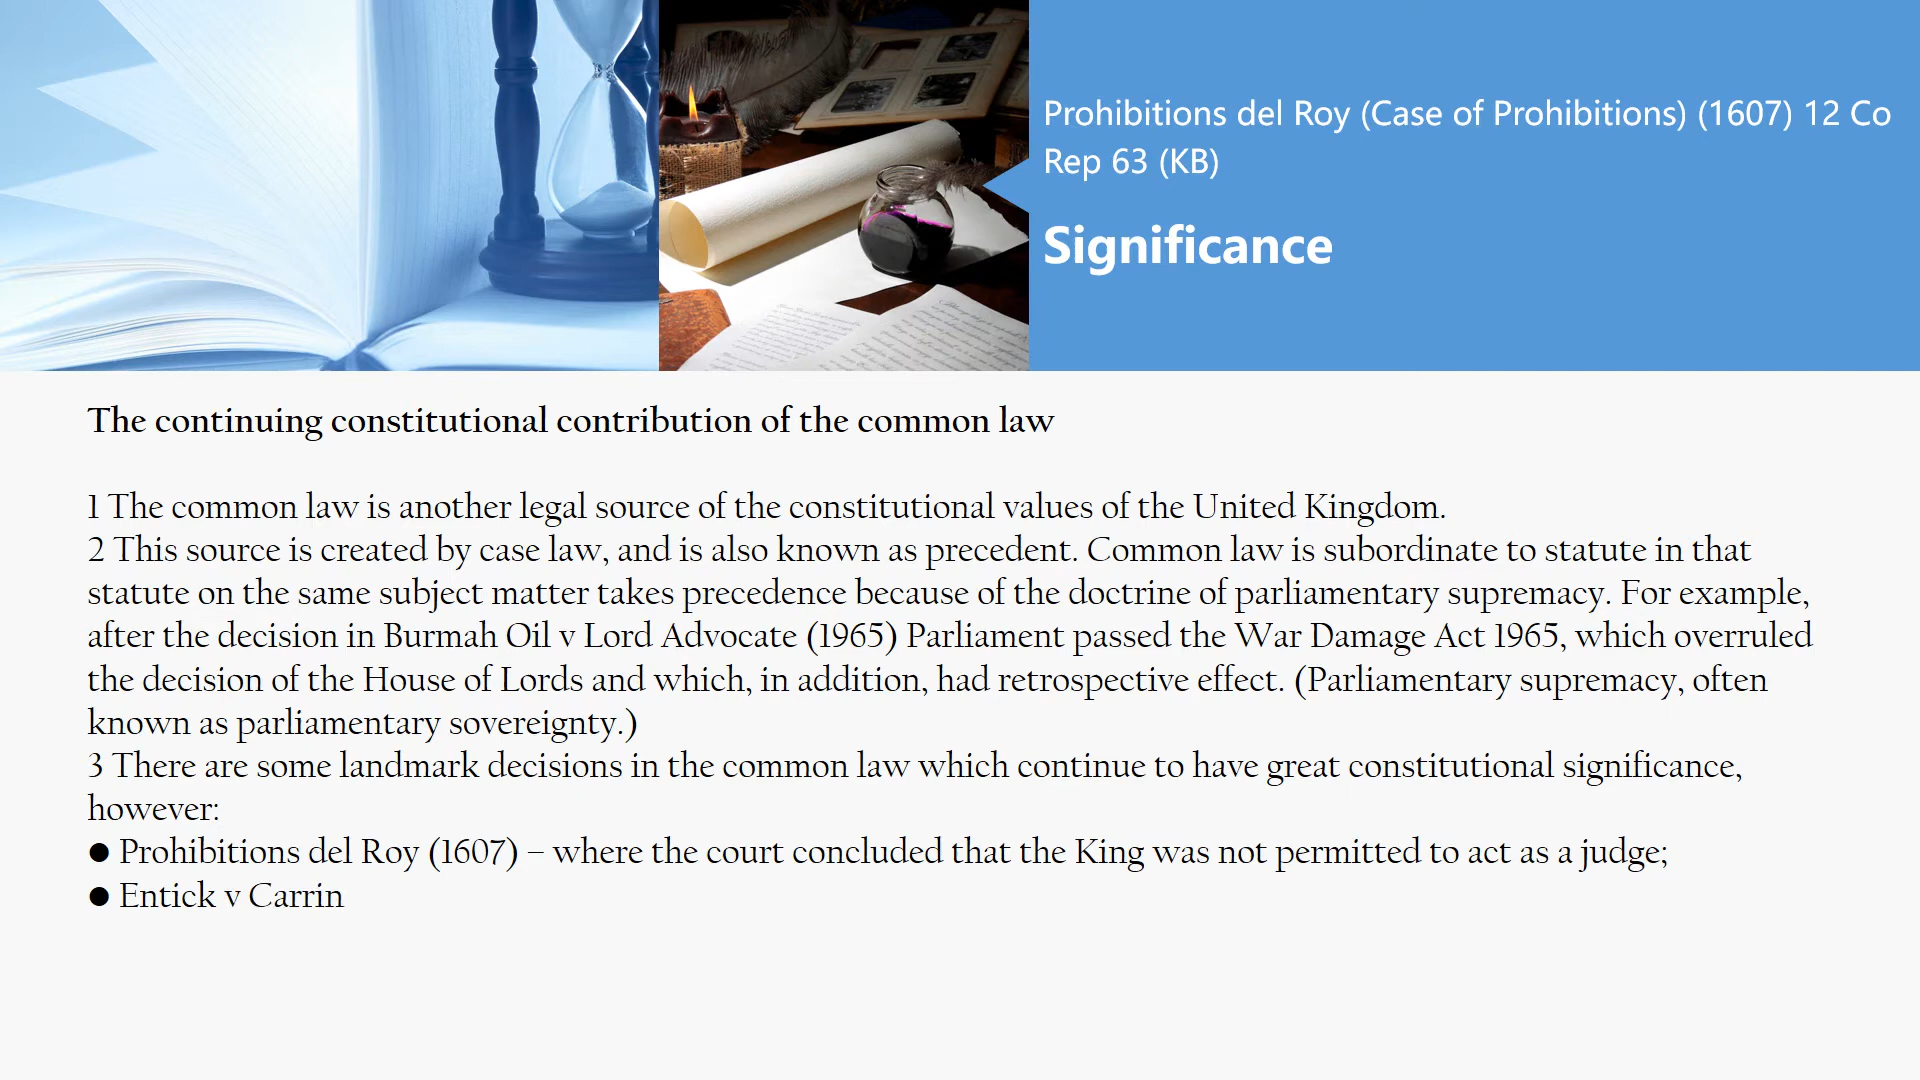 Prohibitions del Roy (Case of Prohibitions) (1607) 12 Co
Rep 63 (KB)
Significance
The continuing constitutional contribution of the common law
1 The common law is another legal source of the constitutional values of the United Kingdom.
2 This source is created by case law, and is also known as precedent. Common law is subordinate to statute in that
statute on the same subject matter takes precedence because of the doctrine of parliamentary supremacy. For example,
after the decision in Burmah Oil v Lord Advocate (1965) Parliament passed the War Damage Act 1965, which overruled
the decision of the House of Lords and which, in addition, had retrospective effect. (Parliamentary supremacy, often
known as parliamentary sovereignty.)
3 There are some landmark decisions in the common law which continue to have great constitutional significance,
however:
● Prohibitions del Roy (1607) – where the court concluded that the King was not permitted to act as a judge;
● Entick v Carrin